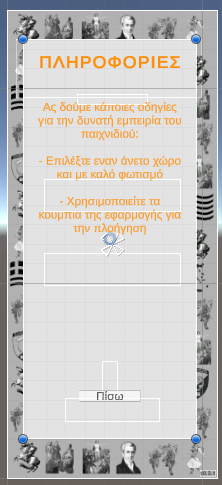 ΠΛΗΡΟΦΟΡΙΕΣ
Ας δούμε κάποιες οδηγίες
για την δυνατή εμπειρία του
παιχνιδιού:
- Επιλέξτε εναν άνετο χώρο
και με καλό φωτισμό
- Χρησιμοποιείτε τα
κουμπια της εφαρμογής για
την πλοήγηση
Πίσω